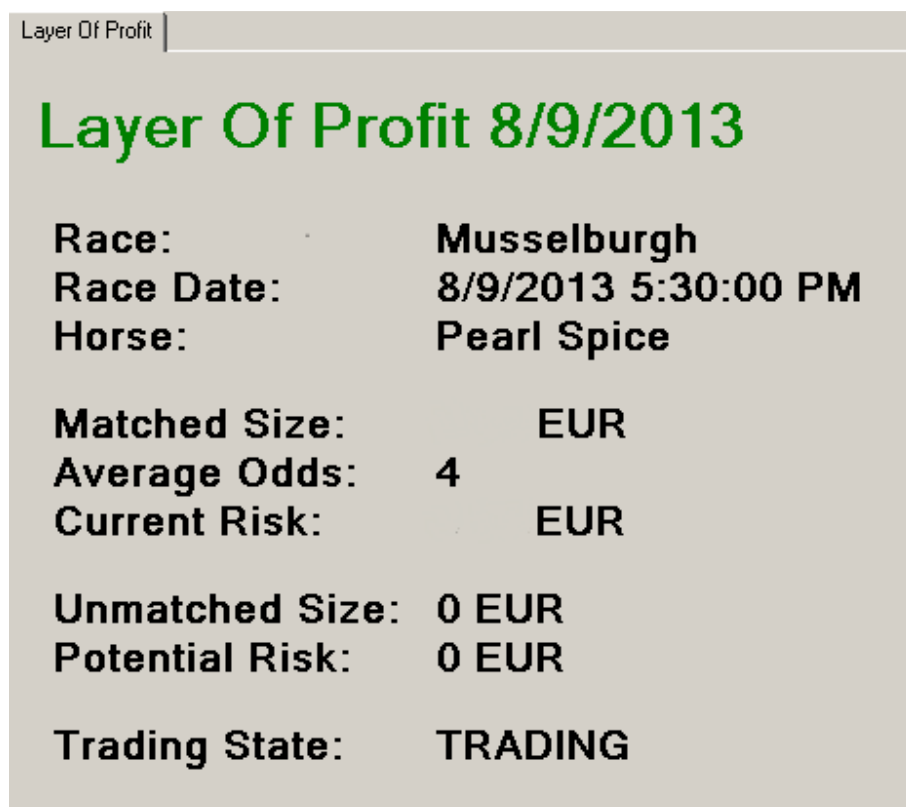 Layer Of Profit
Layer Of Profit 8/9/2013
Race: Musselburgh
Race Date: 8/9/2013 5:30:00 PM
Horse: Pearl Spice
Matched Size: EUR
Average Odds: 4
Current Risk: EUR
Unmatched Size: 0 EUR
Potential Risk: 0 EUR
Trading State: TRADING